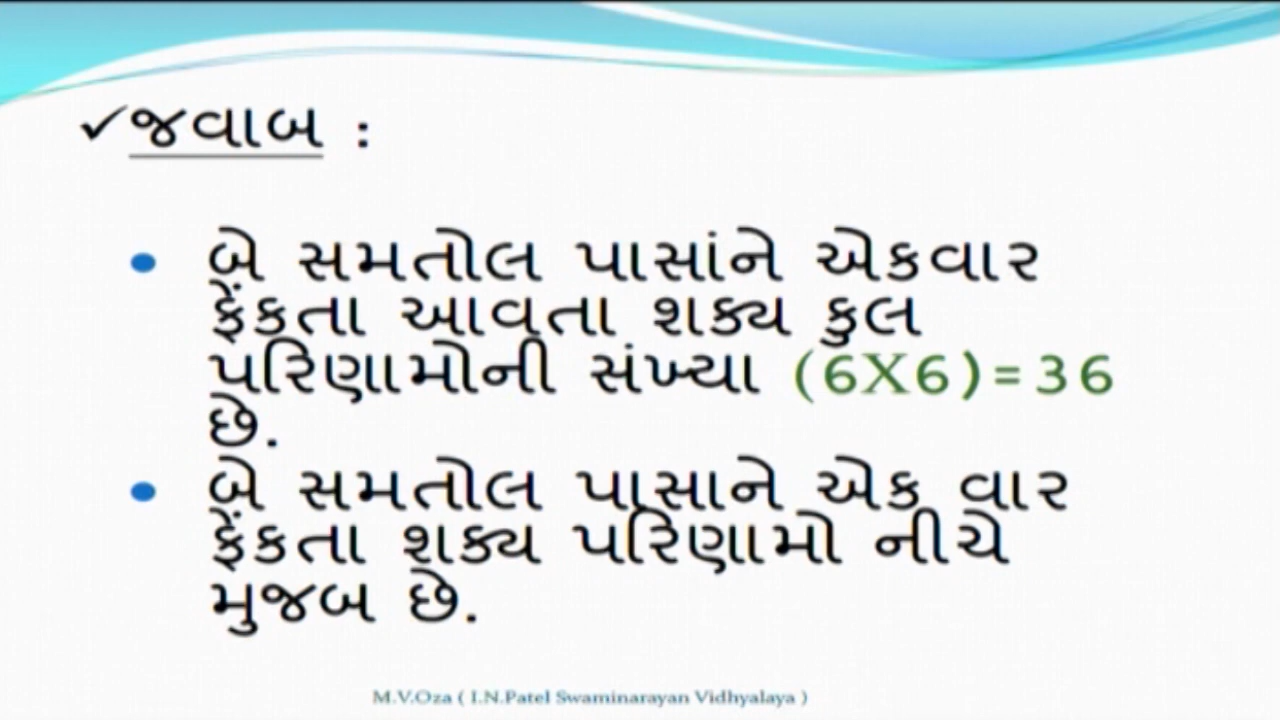 ✓જવાબ :
• બે સમતોલ પાસાંને એકવાર
ફેંકતા આવતા શક્ય કુલ
પરિણામોની સંખ્યા (6X6)=36
છે.
• બે સમતોલ પાસાને એક વાર
ફેંકતા શક્ય પરિણામો નીચે
મુજબ છે.
M.V.Oza ( I.N.Patel Swaminarayan Vidhyalaya )